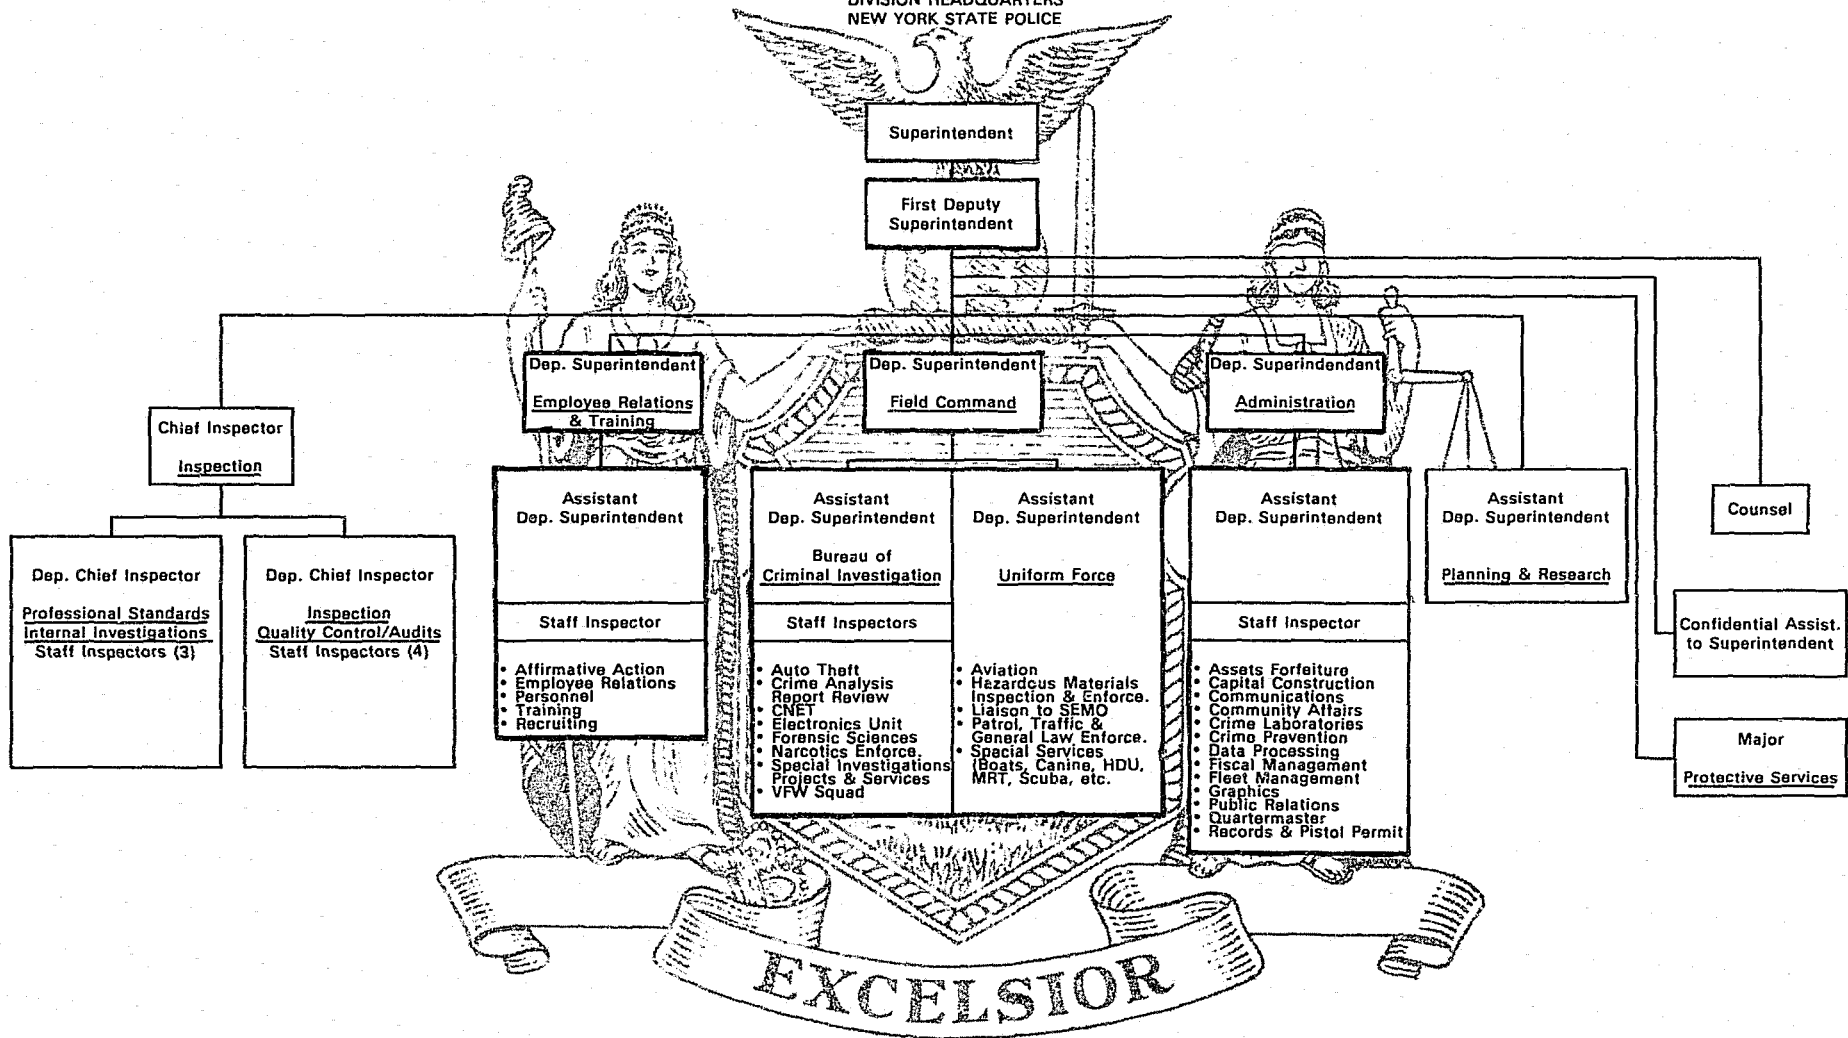 DIVISION HEADQUARTERS
NEW YORK STATE POLICE
Superintendent
First Deputy
Superintendent
Dep. Superintendent
Employee Relations
& Training
Dep. Superintendent
Field Command
Dep. Superindendent
Administration
Chief Inspector
Inspection
Dep. Chief Inspector
Professional Standards
Internal Investigations
Staff Inspectors (3)
Dep. Chief Inspector
Inspection
Quality Control/Audits
Staff Inspectors (4)
Assistant
Dep. Superintendent
Staff Inspector
• Affirmative Action
• Employee Relations
• Personnel
• Training
• Recruiting
Assistant
Dep. Superintendent
Bureau of
Criminal Investigation
Staff Inspectors
• Auto Theft
• Crime Analysis
Report Review
• CNET
• Electronics Unit
• Forensic Sciences
• Narcotics Enforce.
• Special Investigations
Projects & Services
• VFW Squad
Assistant
Dep. Superintendent
Uniform Force
• Aviation
• Hazardous Materials
Inspection & Enforce.
• Liaison to SEMO
• Patrol, Traffic &
General Law Enforce.
• Special Services
(Boats, Canine, HDU,
MRT, Scuba, etc.
Assistant
Dep. Superintendent
Staff Inspector
• Assets Forfeiture
• Capital Construction
• Communications
• Community Affairs
• Crime Laboratories
• Crime Prevention
• Data Processing
• Fiscal Management
• Fleet Management
• Graphics
• Public Relations
• Quartermaster
• Records & Pistol Permit
Assistant
Dep. Superintendent
Planning & Research
Counsel
Confidential Assist.
to Superintendent
Major
Protective Services
EXCELSIOR